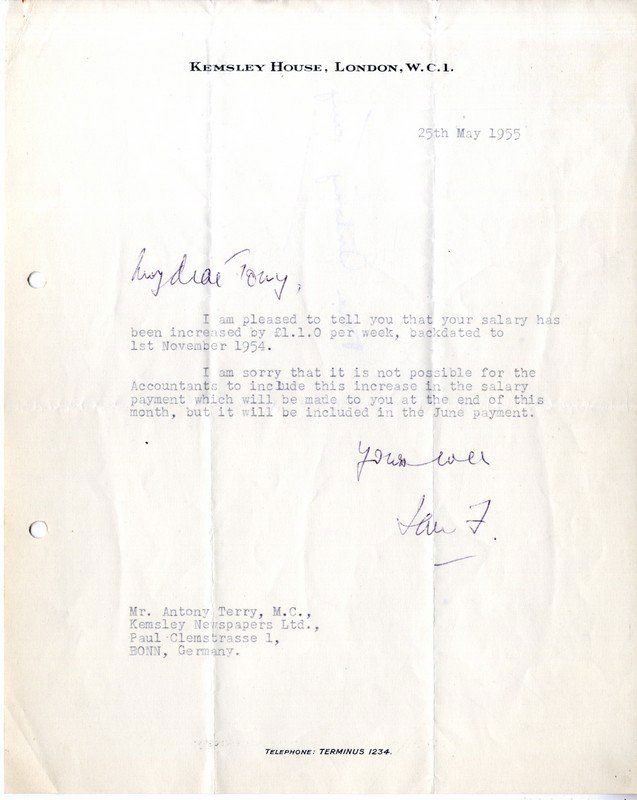 KEMSLEY HOUSE, LONDON, W.C.1.
25th May 1955
My dear Tony,
I am pleased to tell you that your salary has
been increased by £1.1.0 per week, backdated to
1st November 1954.
I am sorry that it is not possible for the
Accountants to include this increase in the salary
payment which will be made to you at the end of this
month, but it will be included in the June payment.
Yours ever
Ian F.
Mr. Antony Terry, M.C.,
Kemsley Newspapers Ltd.,
Paul Clemstrasse 1,
BONN, Germany.
TELEPHONE: TERMINUS 1234.